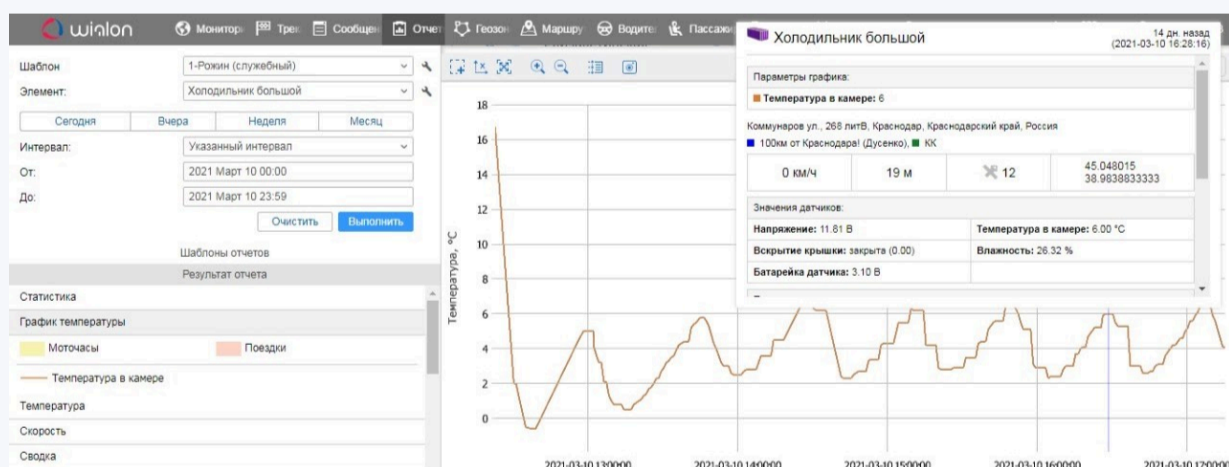 wialon Монитор Трек Сообщен Отчет Геозон Маршру Водите Пассажи
Шаблон 1-Рожин (служебный)
Элемент: Холодильник большой
Сегодня Вчера Неделя Месяц
Интервал: Указанный интервал
От: 2021 Март 10 00:00
До: 2021 Март 10 23:59
Очистить Выполнить
Шаблоны отчетов
Результат отчета
Статистика
График температуры
Моточасы Поездки
Температура в камере
Температура
Скорость
Сводка
Температура, °C
18
16
14
12
10
8
6
4
2
0
2021-03-10 13:00:00 2021-03-10 14:00:00 2021-03-10 15:00:00 2021-03-10 16:00:00
Холодильник большой
14 дн. назад
(2021-03-10 16:28:16)
Параметры графика:
Температура в камере: 6
Коммунаров ул., 268 литВ, Краснодар, Краснодарский край, Россия
100км от Краснодара! (Дусенко), КК
0 км/ч 19 м 12 45.048015
38.9838833333
Значения датчиков:
Напряжение: 11.81 В Температура в камере: 6.00 °C
Вскрытие крышки: закрыта (0.00) Влажность: 26.32 %
Батарейка датчика: 3.10 В